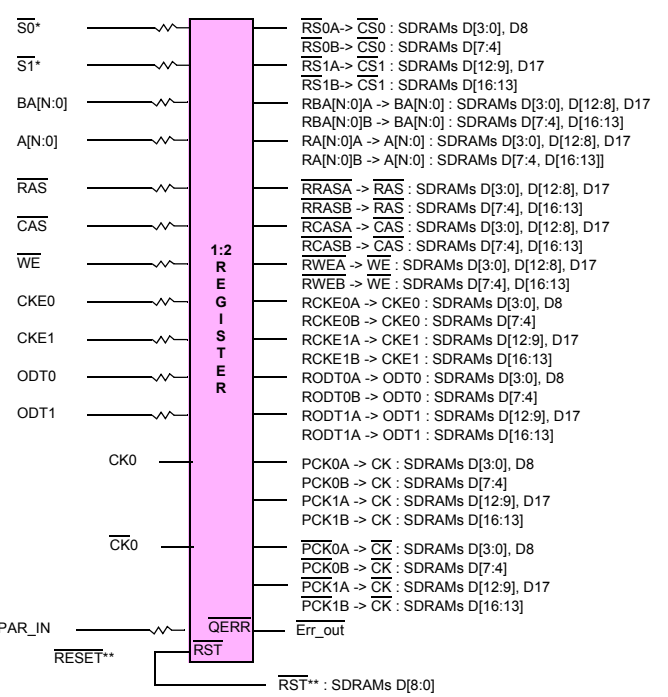 S0*
S1*
BA[N:0]
A[N:0]
RAS
CAS
WE
CKE0
CKE1
ODT0
ODT1
CK0
CK0
PAR_IN
RESET**
1:2
R
E
G
I
S
T
E
R
QERR
RST
RS0A-> CS0 : SDRAMs D[3:0], D8
RS0B-> CS0 : SDRAMs D[7:4]
RS1A-> CS1 : SDRAMs D[12:9], D17
RS1B-> CS1 : SDRAMs D[16:13]
RBA[N:0]A -> BA[N:0] : SDRAMs D[3:0], D[12:8], D17
RBA[N:0]B -> BA[N:0] : SDRAMs D[7:4], D[16:13]
RA[N:0]A -> A[N:0] : SDRAMs D[3:0], D[12:8], D17
RA[N:0]B -> A[N:0] : SDRAMs D[7:4, D[16:13]]
RRASA -> RAS : SDRAMs D[3:0], D[12:8], D17
RRASB -> RAS : SDRAMs D[7:4], D[16:13]
RCASA -> CAS : SDRAMs D[3:0], D[12:8], D17
RCASB -> CAS : SDRAMs D[7:4], D[16:13]
RWEA -> WE : SDRAMs D[3:0], D[12:8], D17
RWEB -> WE : SDRAMs D[7:4], D[16:13]
RCKE0A -> CKE0 : SDRAMs D[3:0], D8
RCKE0B -> CKE0 : SDRAMs D[7:4]
RCKE1A -> CKE1 : SDRAMs D[12:9], D17
RCKE1B -> CKE1 : SDRAMs D[16:13]
RODT0A -> ODT0 : SDRAMs D[3:0], D8
RODT0B -> ODT0 : SDRAMs D[7:4]
RODT1A -> ODT1 : SDRAMs D[12:9], D17
RODT1A -> ODT1 : SDRAMs D[16:13]
PCK0A -> CK : SDRAMs D[3:0], D8
PCK0B -> CK : SDRAMs D[7:4]
PCK1A -> CK : SDRAMs D[12:9], D17
PCK1B -> CK : SDRAMs D[16:13]
PCK0A -> CK : SDRAMs D[3:0], D8
PCK0B -> CK : SDRAMs D[7:4]
PCK1A -> CK : SDRAMs D[12:9], D17
PCK1B -> CK : SDRAMs D[16:13]
Err_out
RST** : SDRAMs D[8:0]